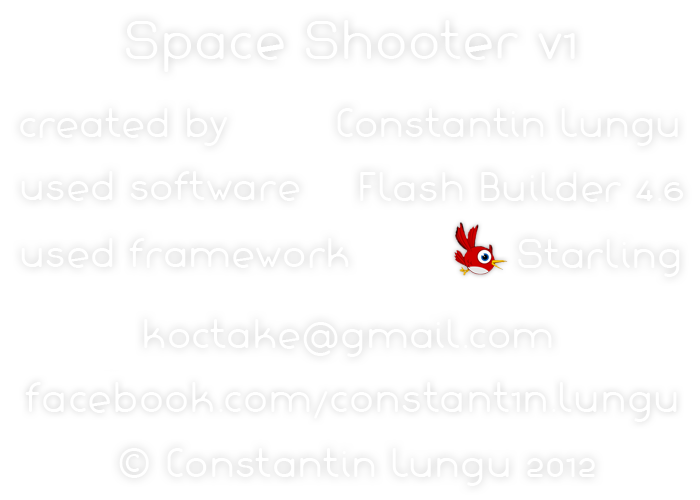 Space Shooter v1
created by Constantin Lungu
used software Flash Builder 4.6
used framework Starling
koctake@gmail.com
facebook.com/constant1n.lungu
© Constantin Lungu 2012